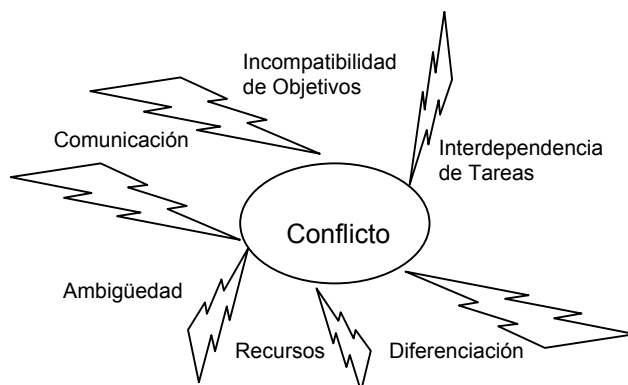 Incompatibilidad
de Objetivos
Comunicación
Interdependencia
de Tareas
Conflicto
Ambigüedad
Recursos
Diferenciación